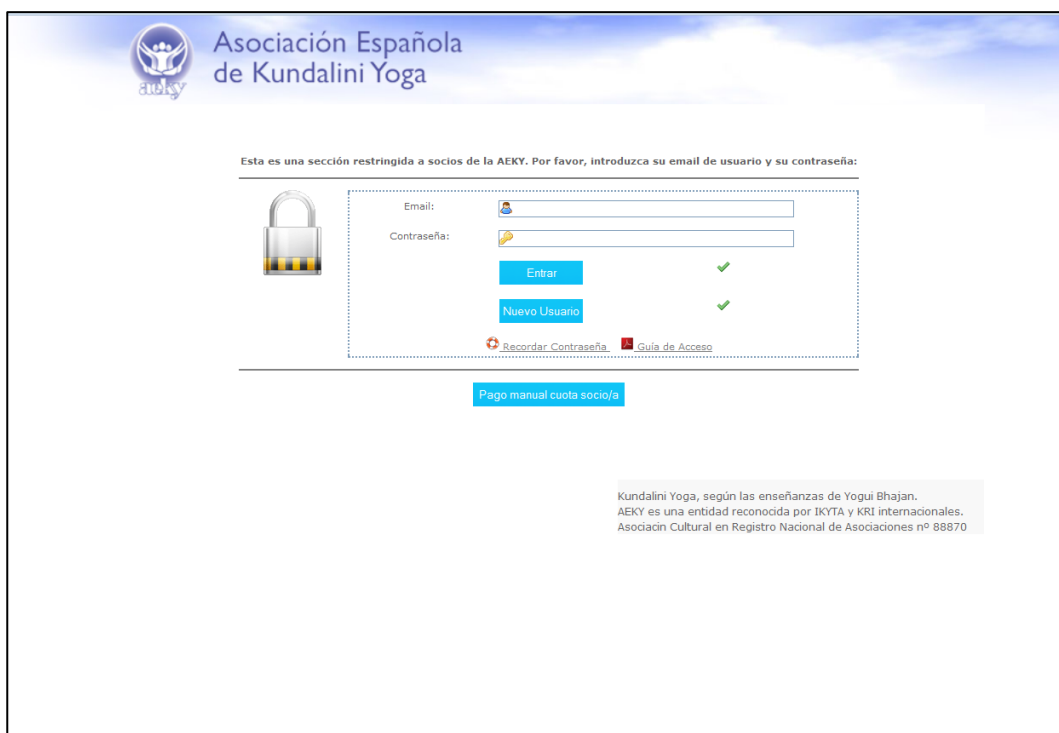 Asociación Española
de Kundalini Yoga
aeky
Esta es una sección restringida a socios de la AEKY. Por favor, introduzca su email de usuario y su contraseña:
Email:
Contraseña:
Entrar
Nuevo Usuario
Recordar Contraseña Guía de Acceso
Pago manual cuota socio/a
Kundalini Yoga, según las enseñanzas de Yogui Bhajan.
AEKY es una entidad reconocida por IKYTA y KRI internacionales.
Asociacin Cultural en Registro Nacional de Asociaciones nº 88870